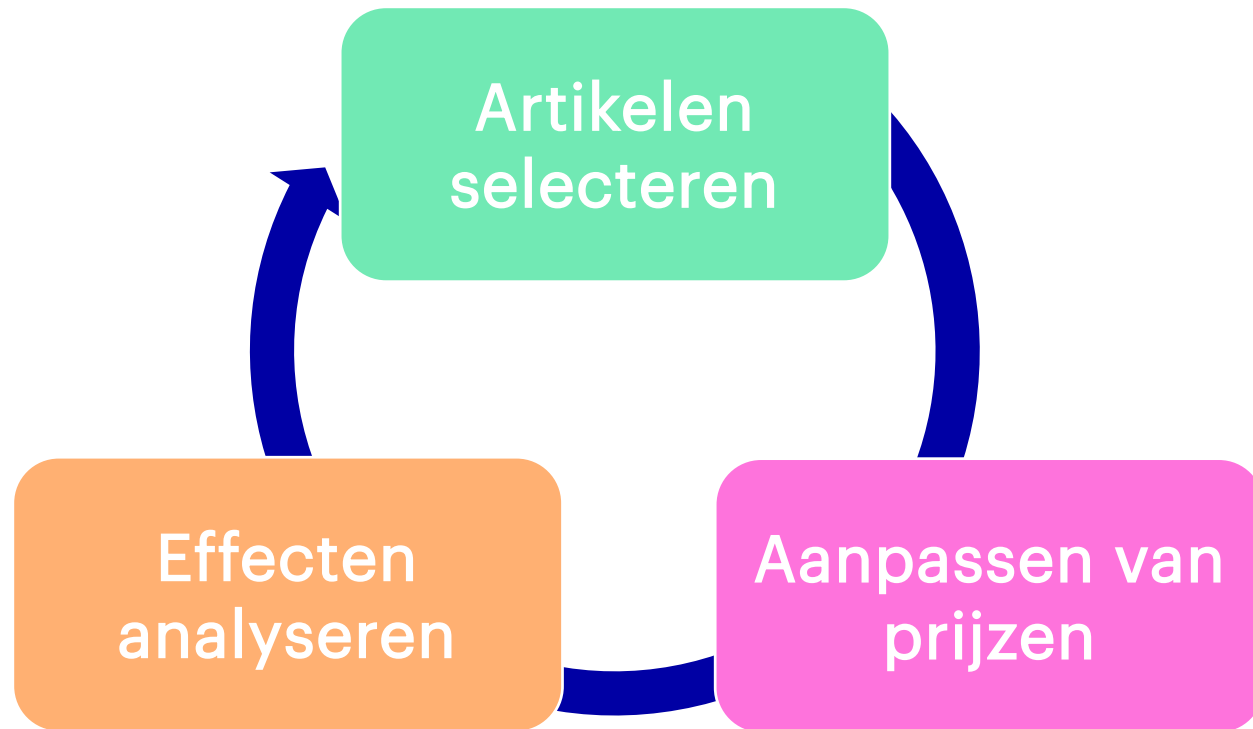 Artikelen
selecteren
Aanpassen van
prijzen
Effecten
analyseren